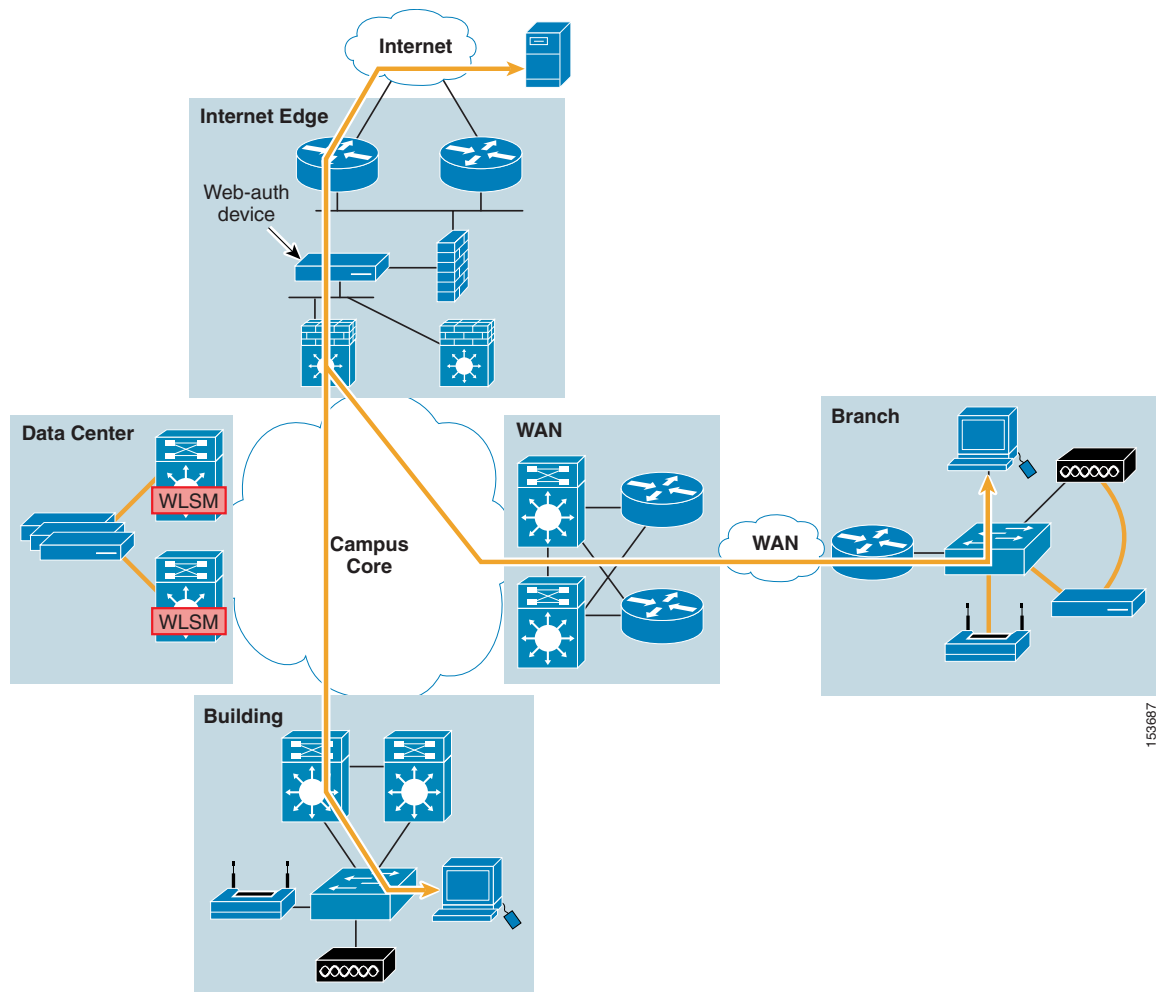 Internet
Internet Edge
Web-auth
device
Data Center
WLSM
WLSM
Campus
Core
WAN
WAN
Branch
Building
153687